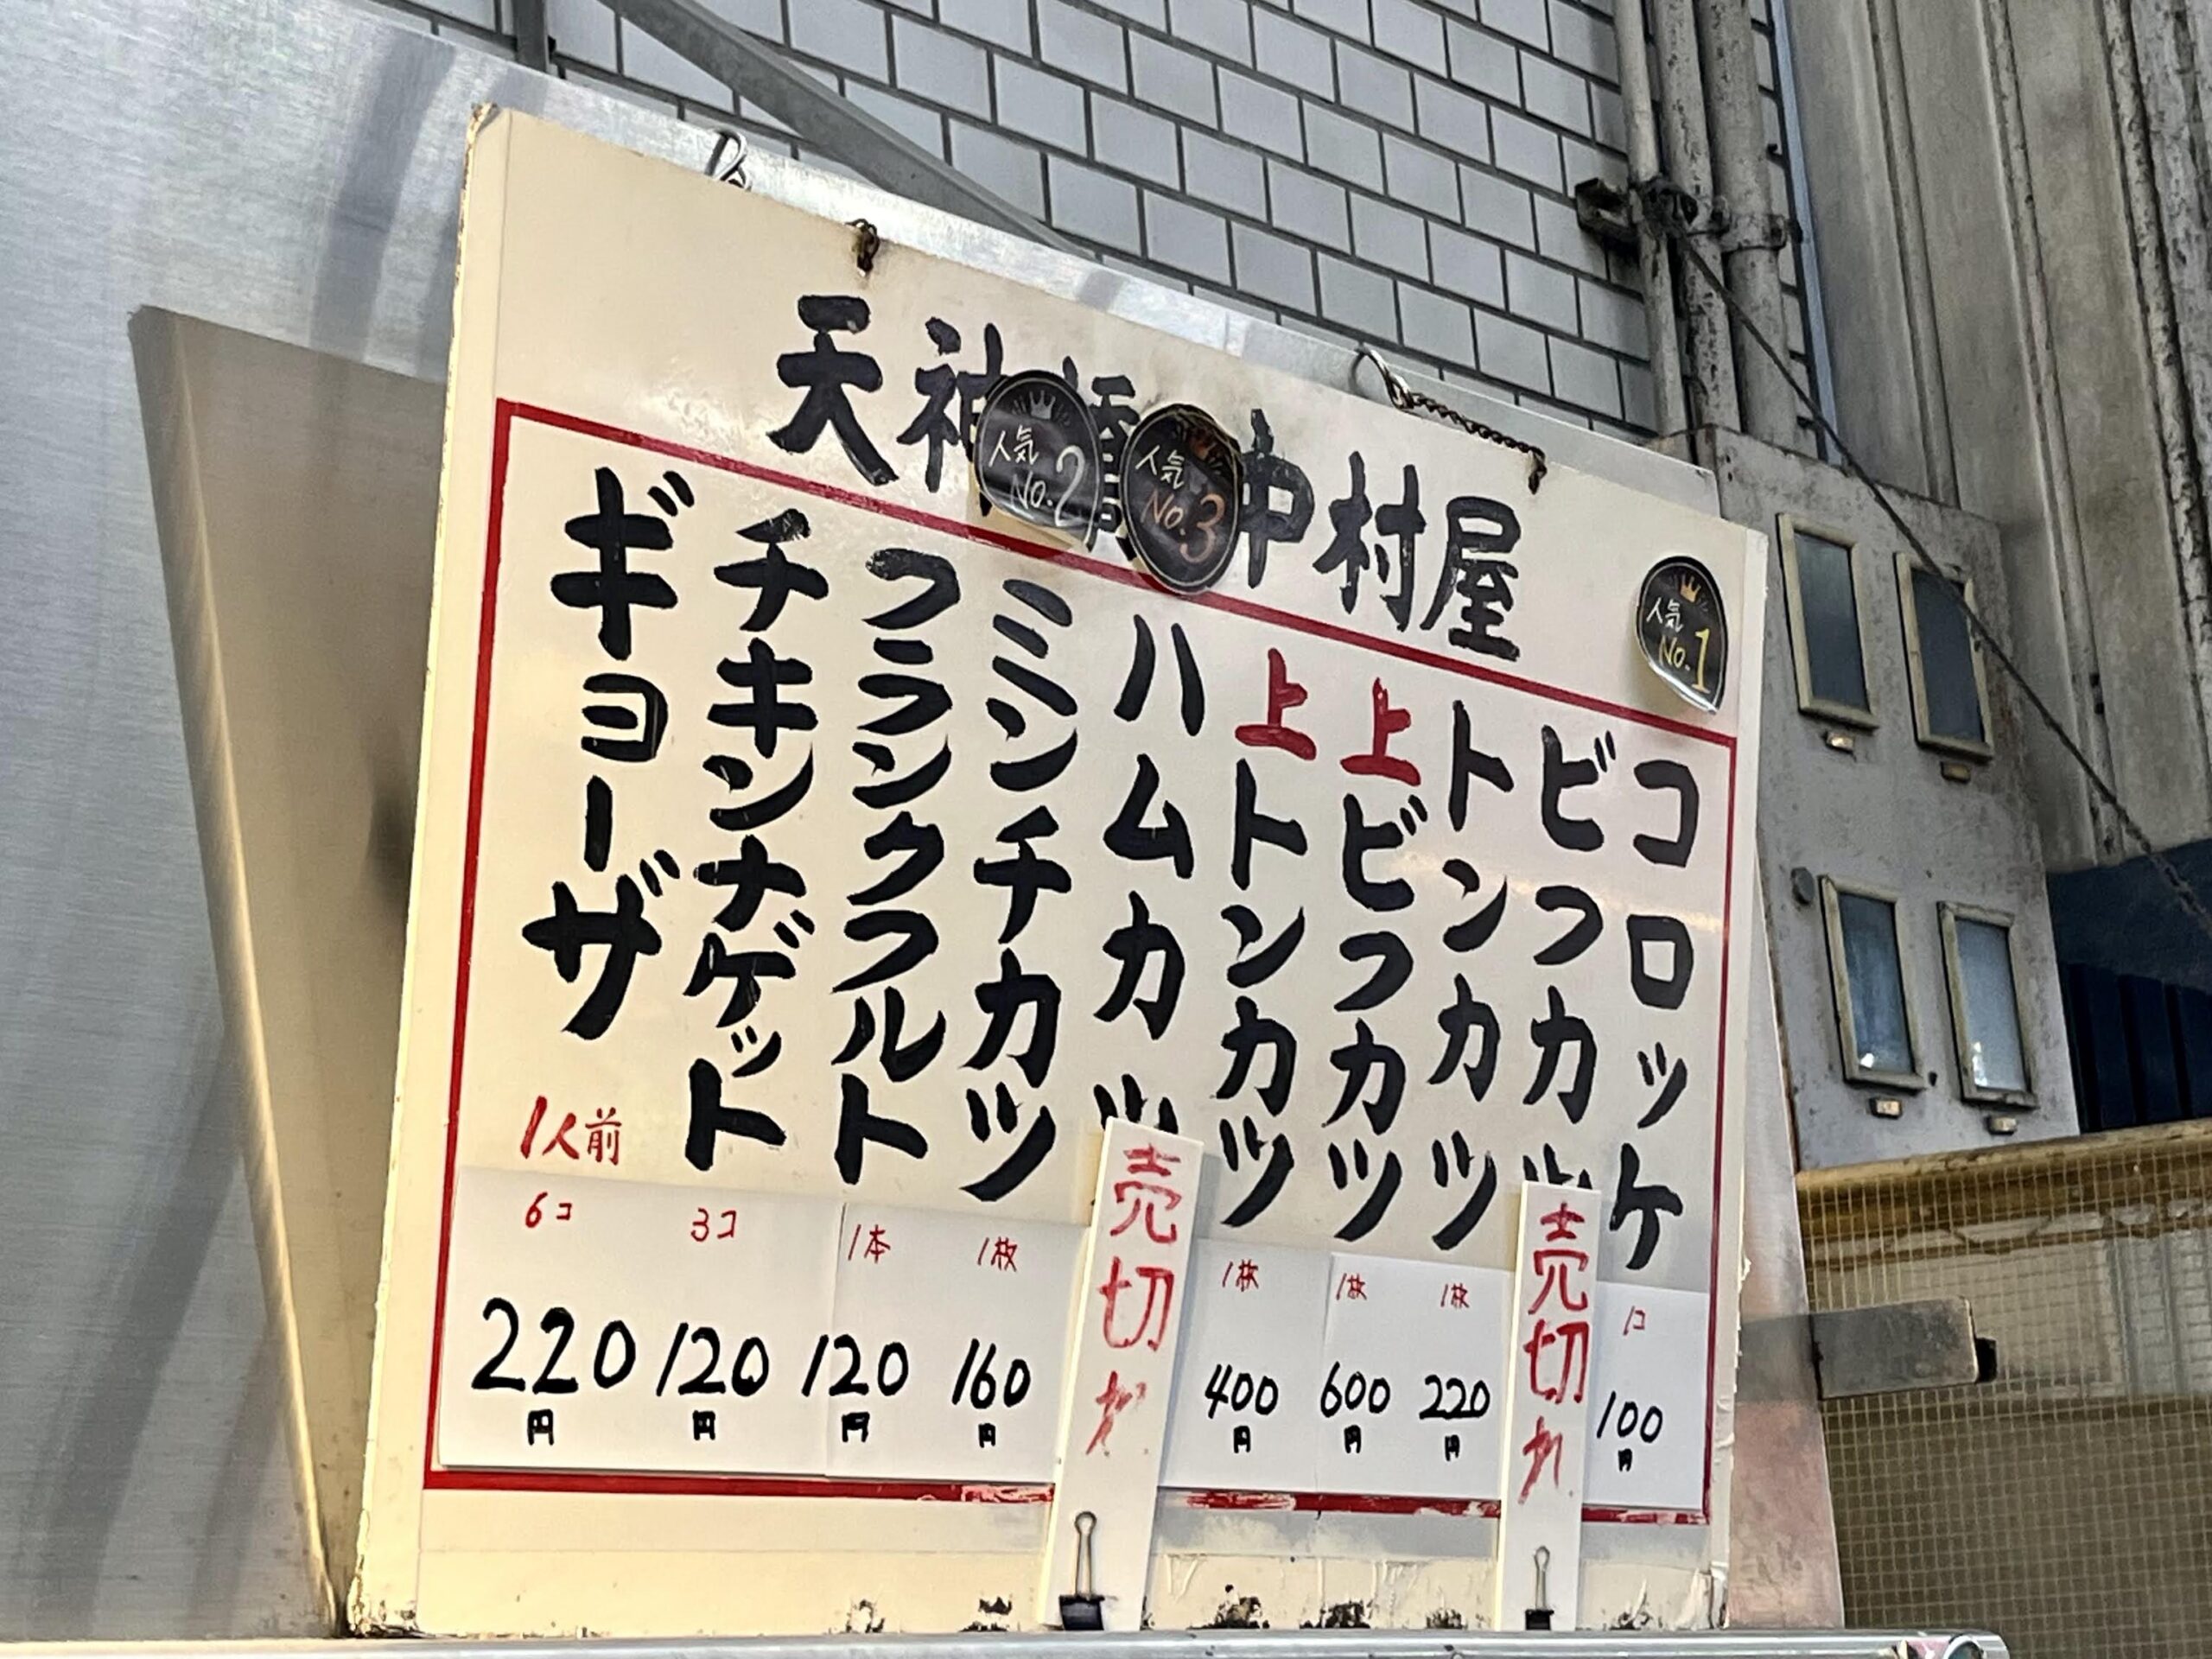 天神橋 中村屋
人気 No.1
人気 No.3
人気 No.2
コロッケ 1コ 100円
ビフカツ 売切れ
トンカツ 1枚 220円
上ビフカツ 1枚 600円
上トンカツ 1枚 400円
ハムカツ 売切れ
ミンチカツ 1枚 160円
フランクフルト 1本 120円
チキンナゲット 3コ 120円
ギョーザ 1人前 6コ 220円